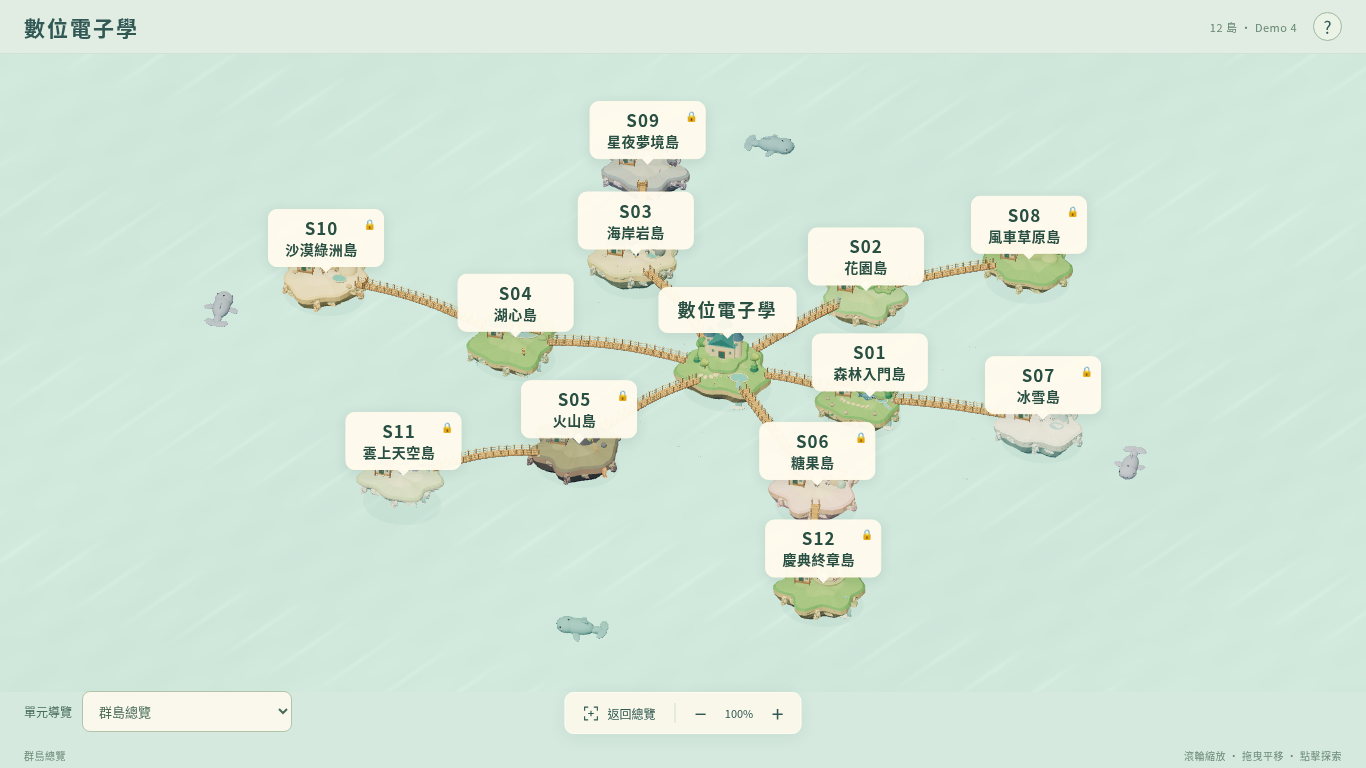 數位電子學
12 島 · Demo 4
?
S09
星夜夢境島
S03
海岸岩島
S10
沙漠綠洲島
S08
風車草原島
S02
花園島
S04
湖心島
數位電子學
S01
森林入門島
S07
冰雪島
S05
火山島
S11
雲上天空島
S06
糖果島
S12
慶典終章島
單元導覽
群島總覽
返回總覽
− 100% +
群島總覽
滾輪縮放 · 拖曳平移 · 點擊探索